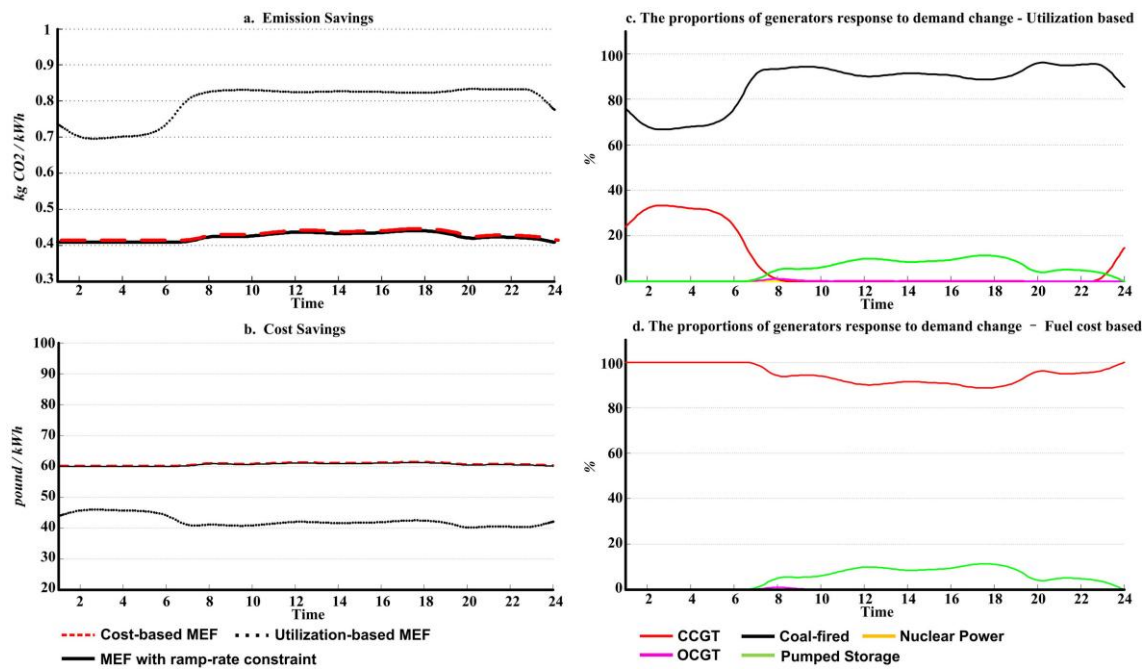 a. Emission Savings
1
0.9
0.8
0.7
0.6
0.5
0.4
0.3
kg CO2 / kWh
2 4 6 8 10 12 14 16 18 20 22 24
Time
b. Cost Savings
100
90
80
70
60
50
40
30
20
pound / kWh
2 4 6 8 10 12 14 16 18 20 22 24
Time
Cost-based MEF
Utilization-based MEF
MEF with ramp-rate constraint
c. The proportions of generators response to demand change - Utilization based
100
80
60
40
20
0
%
2 4 6 8 10 12 14 16 18 20 22 24
Time
d. The proportions of generators response to demand change - Fuel cost based
100
80
60
40
20
0
%
2 4 6 8 10 12 14 16 18 20 22 24
Time
CCGT
Coal-fired
Nuclear Power
OCGT
Pumped Storage